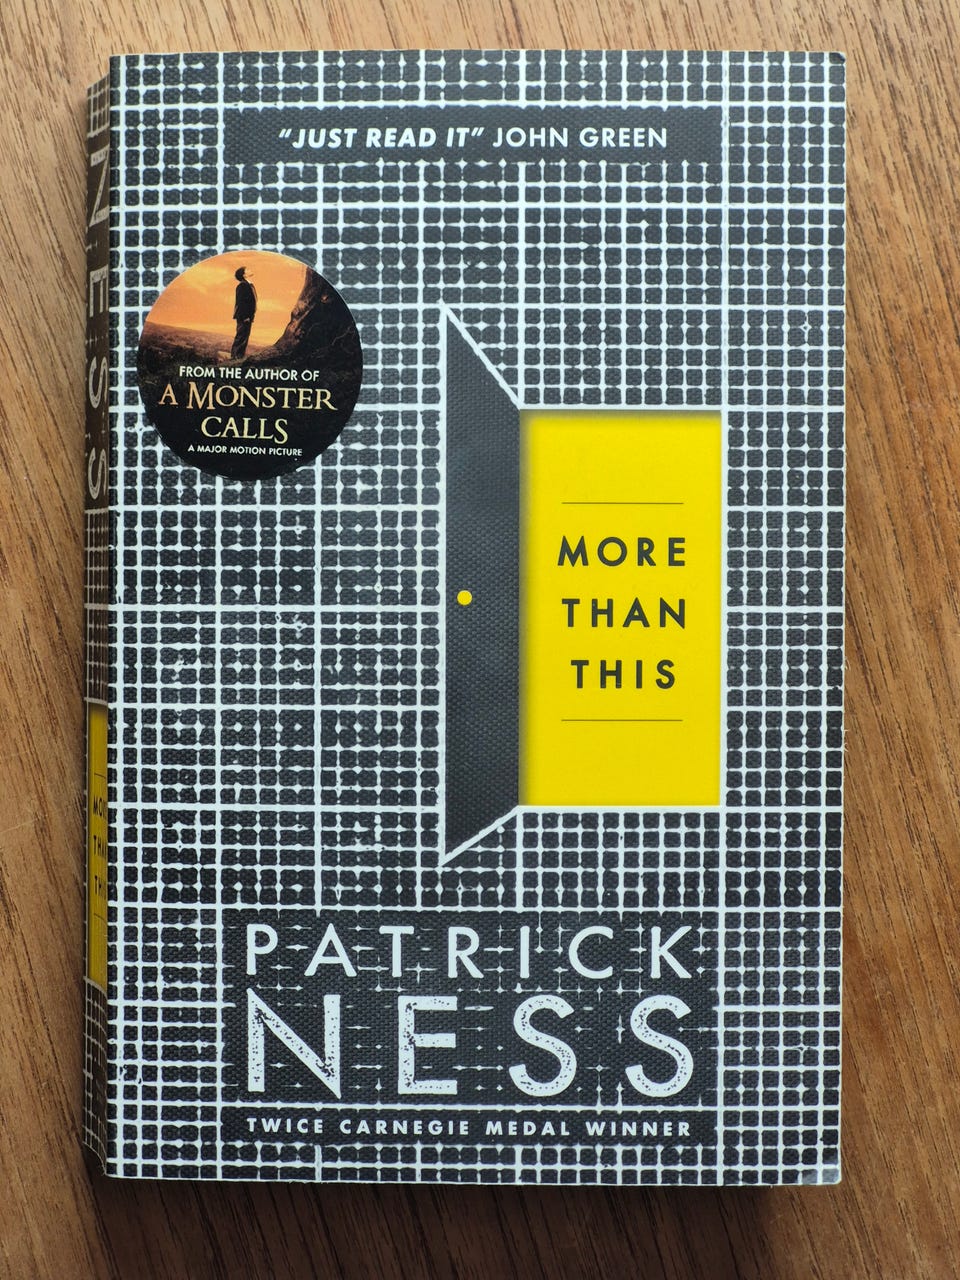 "JUST READ IT" JOHN GREEN
FROM THE AUTHOR OF
A MONSTER
CALLS
A MAJOR MOTION PICTURE
MORE
THAN
THIS
PATRICK
NESS
TWICE CARNEGIE MEDAL WINNER
NESS